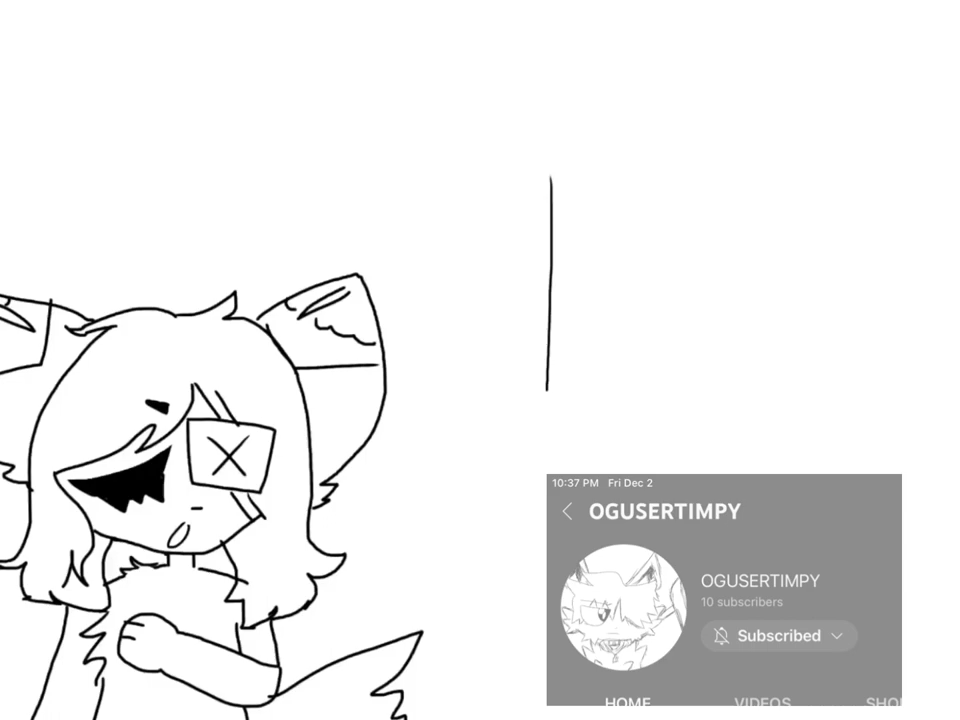 10:37 PM Fri Dec 2
OGUSERTIMPY
OGUSERTIMPY
10 subscribers
Subscribed
HOME VIDEOS